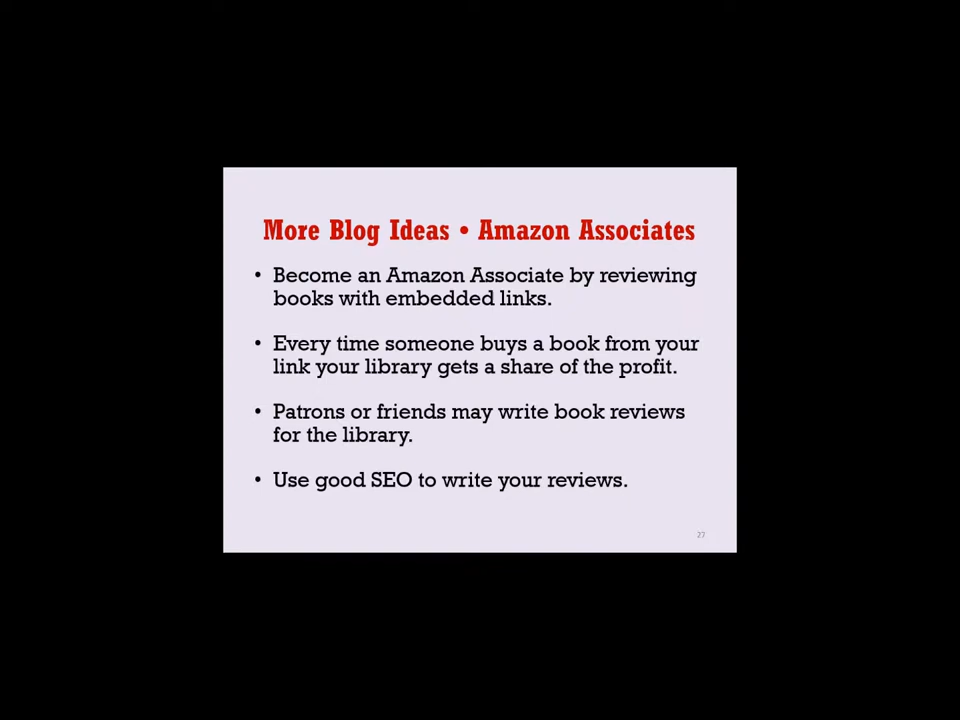 More Blog Ideas • Amazon Associates
• Become an Amazon Associate by reviewing
books with embedded links.
• Every time someone buys a book from your
link your library gets a share of the profit.
• Patrons or friends may write book reviews
for the library.
• Use good SEO to write your reviews.
27